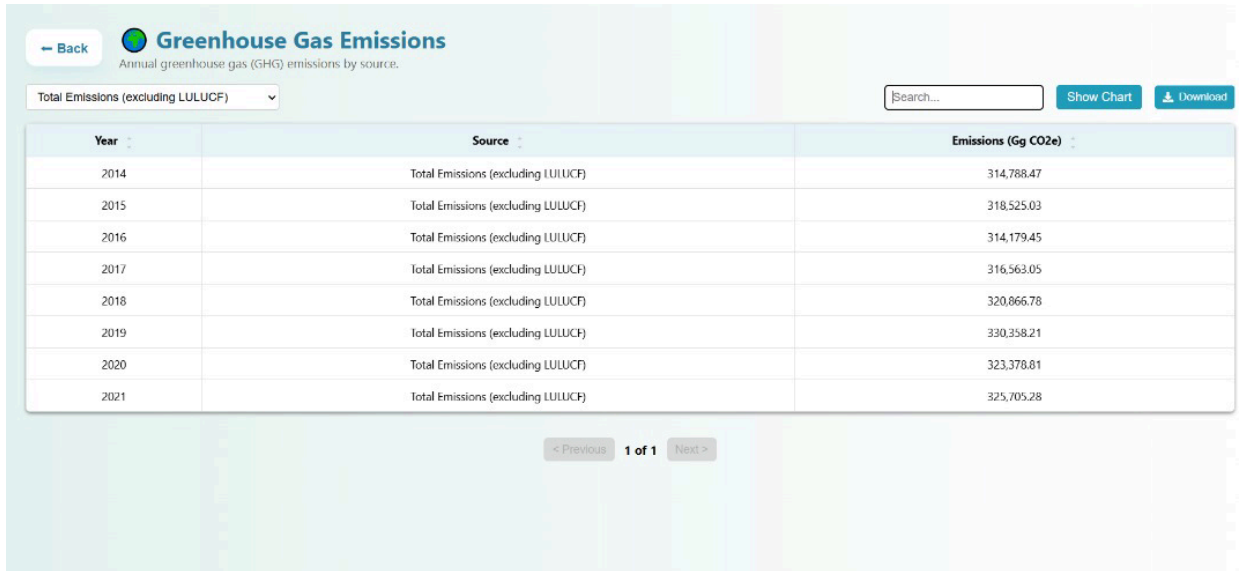 ← Back
Greenhouse Gas Emissions
Annual greenhouse gas (GHG) emissions by source.
Total Emissions (excluding LULUCF)
Search...
Show Chart
Download
Year Source Emissions (Gg CO2e)
2014 Total Emissions (excluding LULUCF) 314,788.47
2015 Total Emissions (excluding LULUCF) 318,525.03
2016 Total Emissions (excluding LULUCF) 314,179.45
2017 Total Emissions (excluding LULUCF) 316,563.05
2018 Total Emissions (excluding LULUCF) 320,866.78
2019 Total Emissions (excluding LULUCF) 330,358.21
2020 Total Emissions (excluding LULUCF) 323,378.81
2021 Total Emissions (excluding LULUCF) 325,705.28
< Previous 1 of 1 Next >